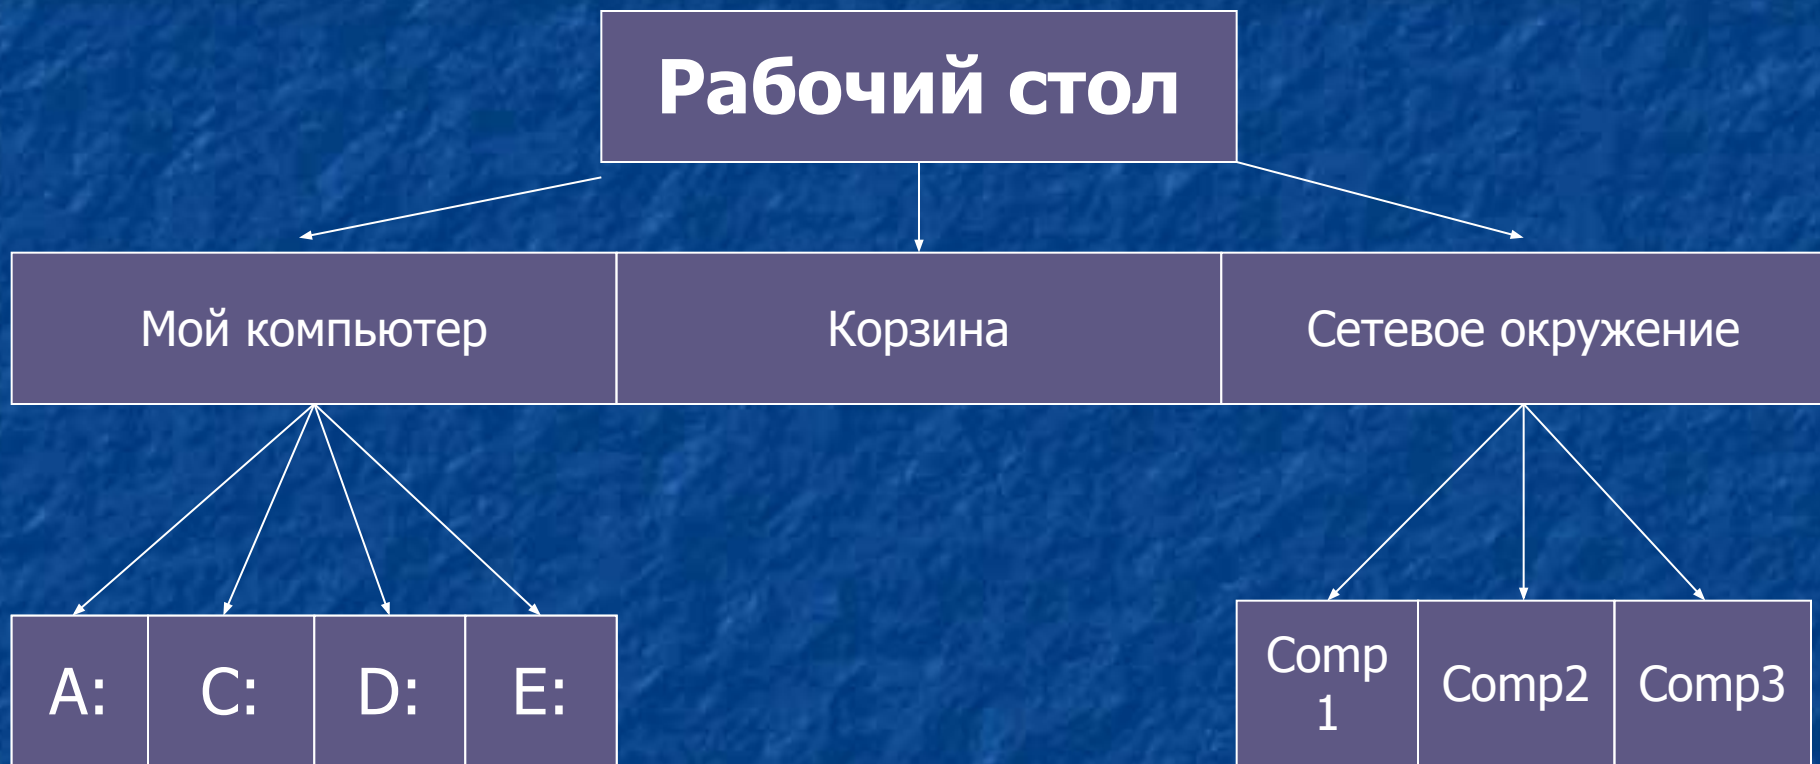 Рабочий стол
Мой компьютер
Корзина
Сетевое окружение
A:
C:
D:
E:
Comp
1
Comp2
Comp3